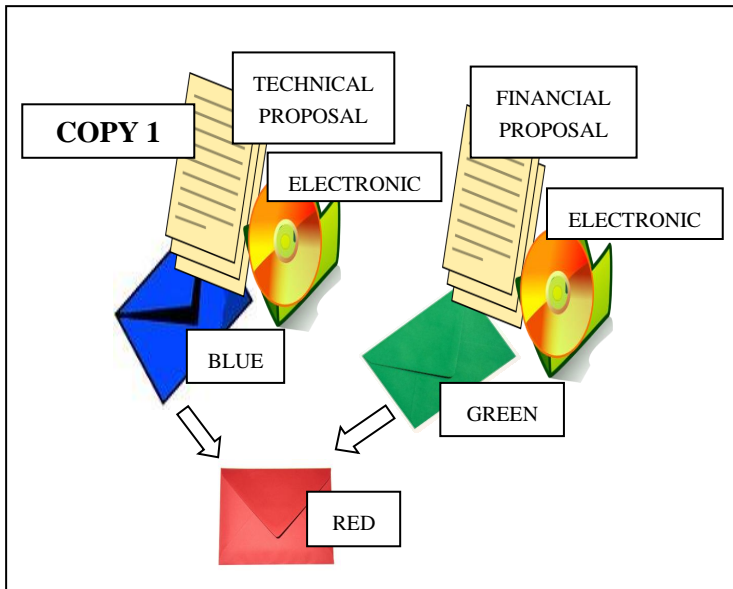 TECHNICAL
PROPOSAL
COPY 1
FINANCIAL
PROPOSAL
ELECTRONIC
ELECTRONIC
BLUE
GREEN
RED